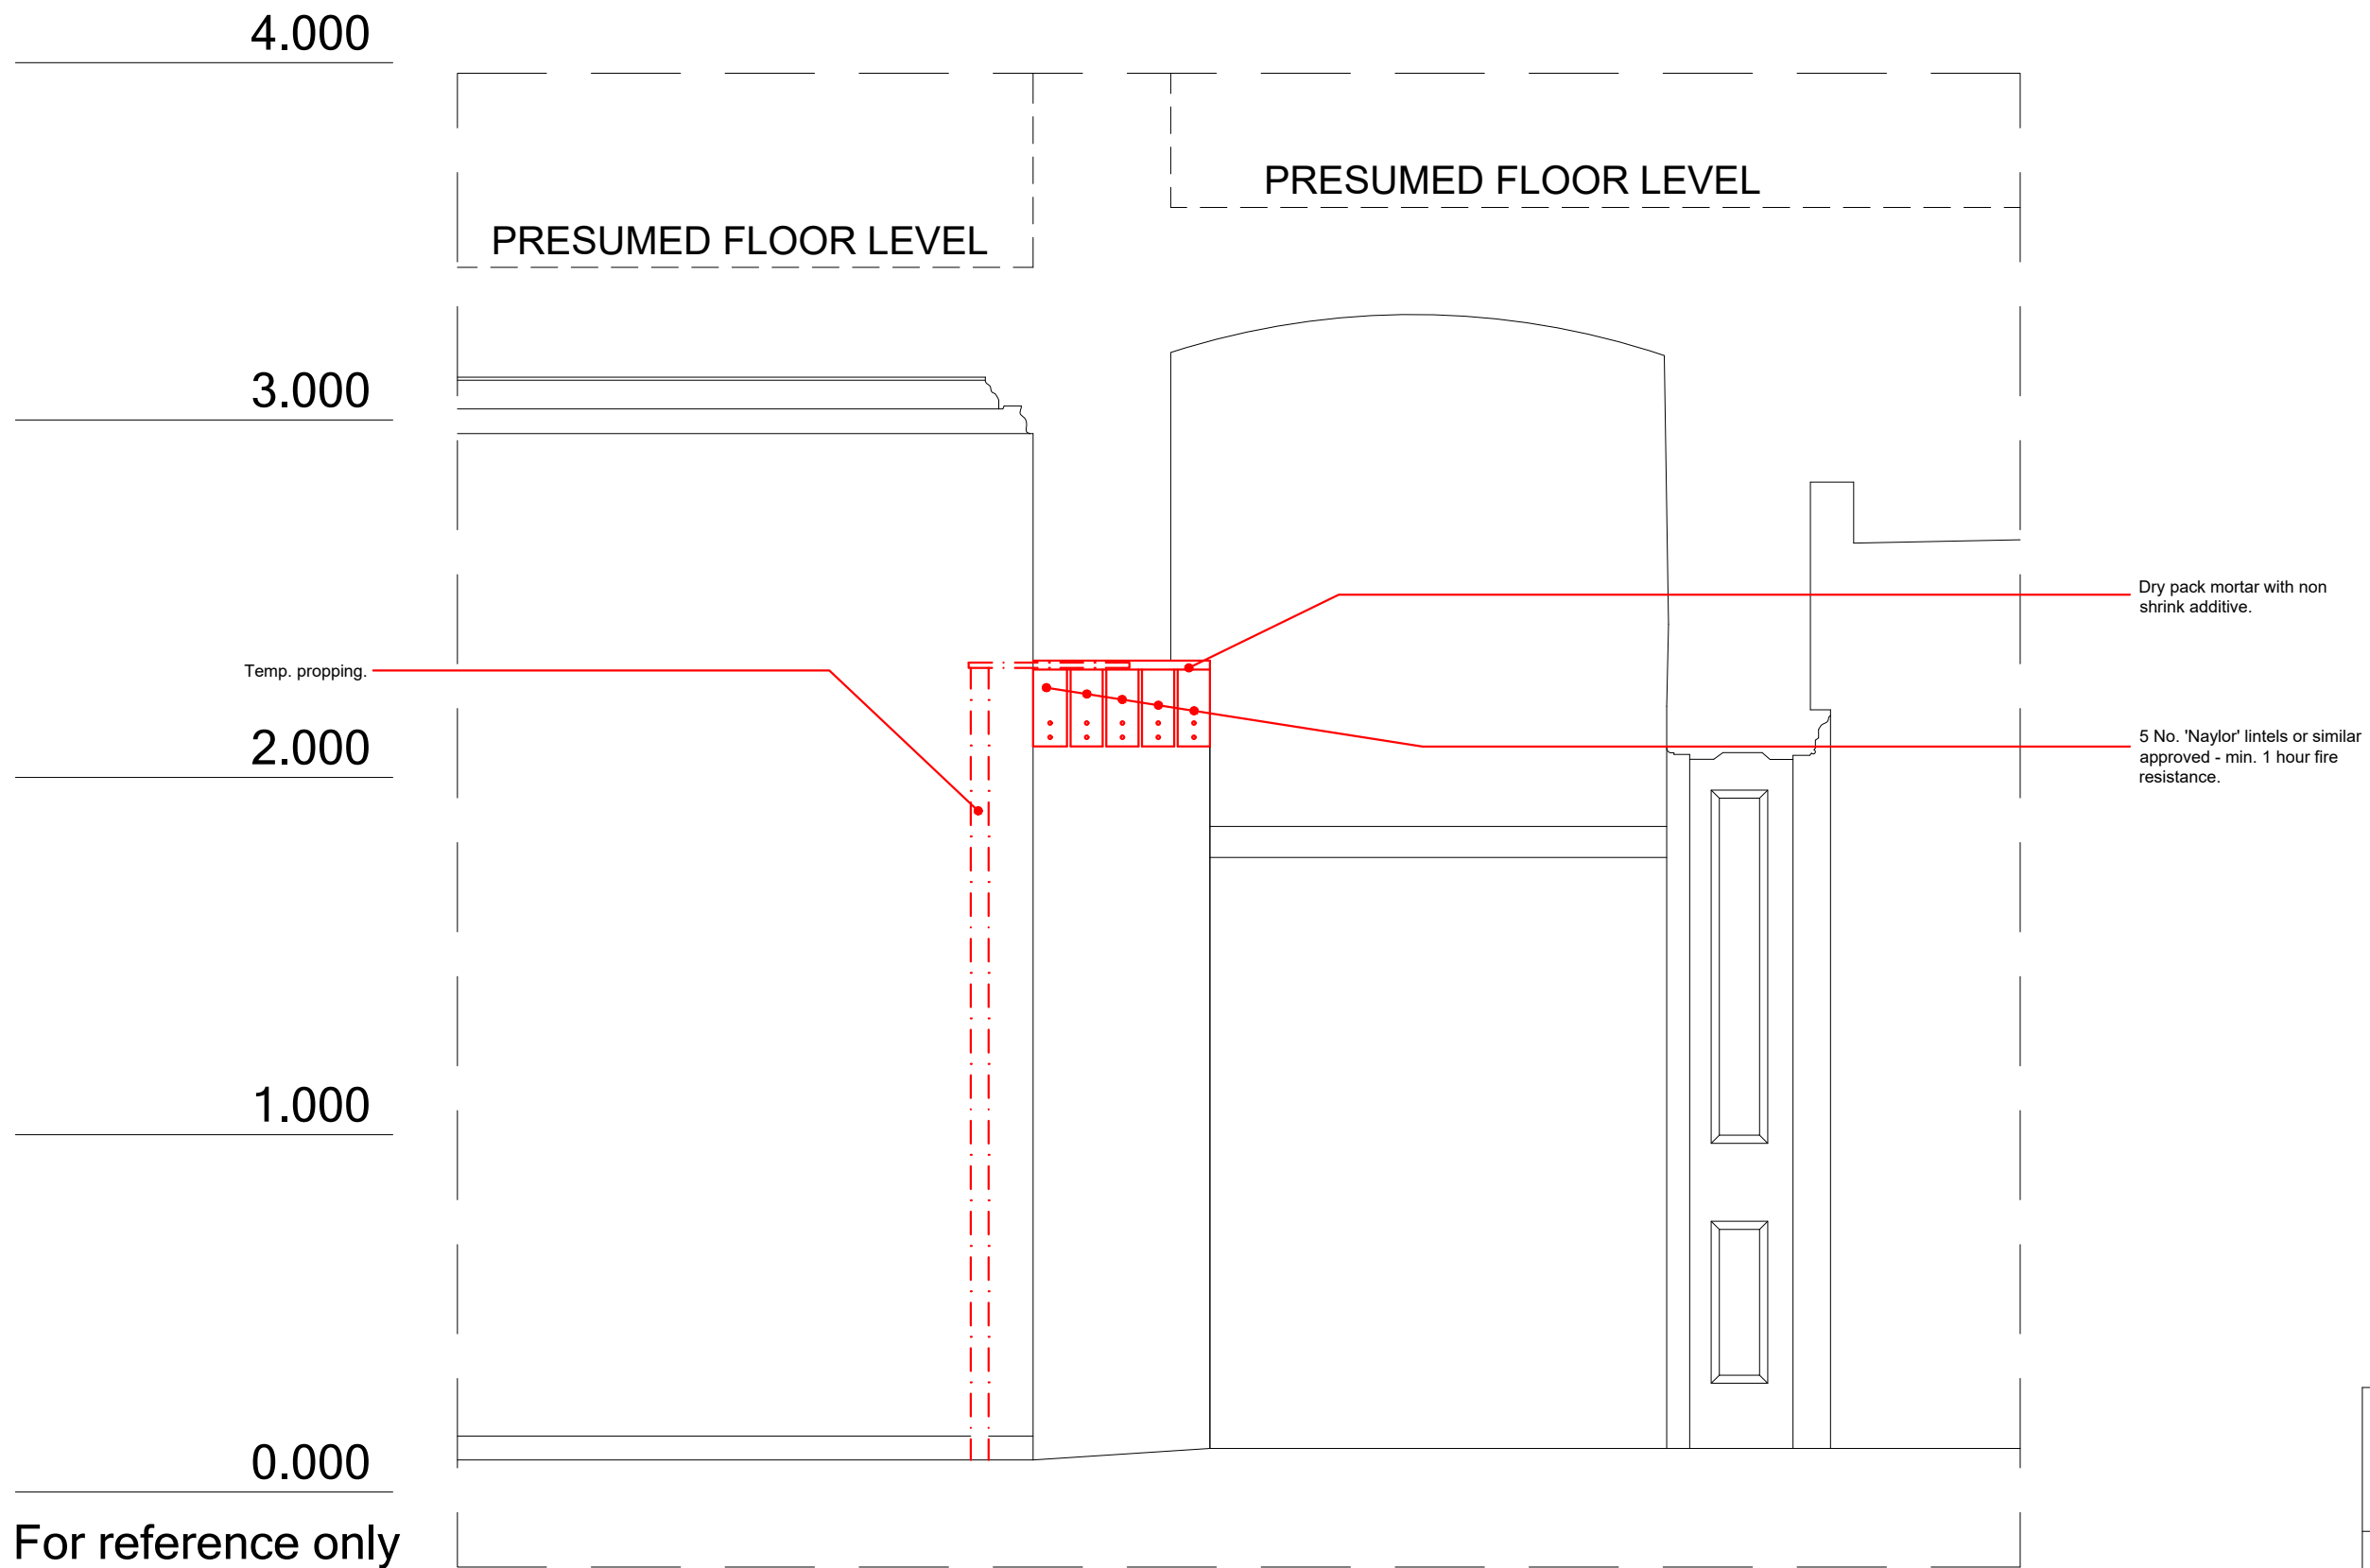 4.000
PRESUMED FLOOR LEVEL
PRESUMED FLOOR LEVEL
3.000
Dry pack mortar with non
shrink additive.
Temp. propping.
2.000
5 No. 'Naylor' lintels or similar
approved - min. 1 hour fire
resistance.
1.000
0.000
For reference only